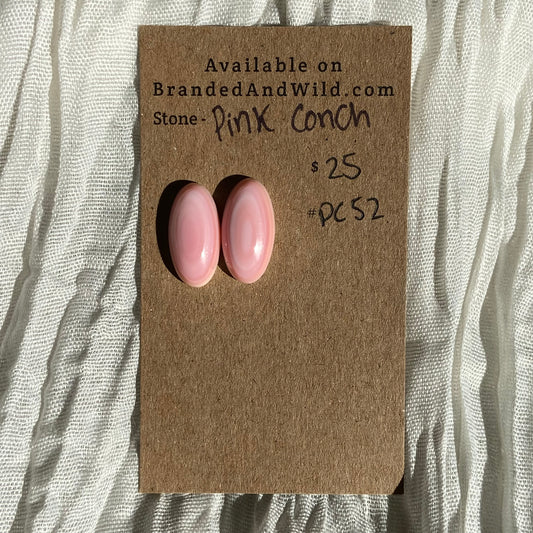 Available on
BrandedAndWild.com
Stone - Pink Conch
$ 25
#PC52